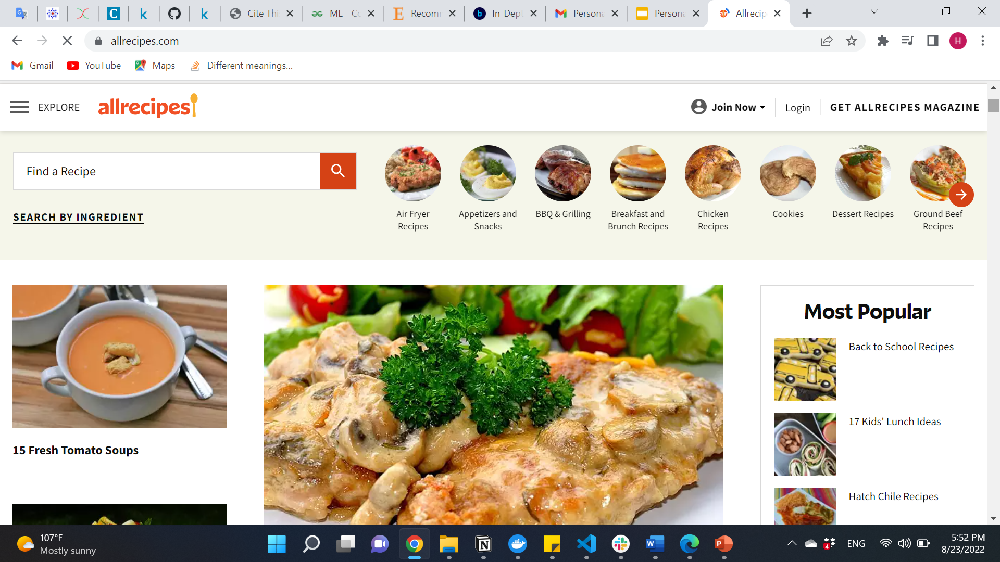 Cite Thi
ML - Co
Recomm
In-Dept
Persona
Persona
Allrecip
allrecipes.com
H
Gmail
YouTube
Maps
Different meanings...
EXPLORE
allrecipes
Join Now
Login
GET ALLRECIPES MAGAZINE
Find a Recipe
SEARCH BY INGREDIENT
Air Fryer
Recipes
Appetizers and
Snacks
BBQ & Grilling
Breakfast and
Brunch Recipes
Chicken
Recipes
Cookies
Dessert Recipes
Ground Beef
Recipes
15 Fresh Tomato Soups
Most Popular
Back to School Recipes
17 Kids' Lunch Ideas
Hatch Chile Recipes
107°F
Mostly sunny
4
ENG
5:52 PM
8/23/2022